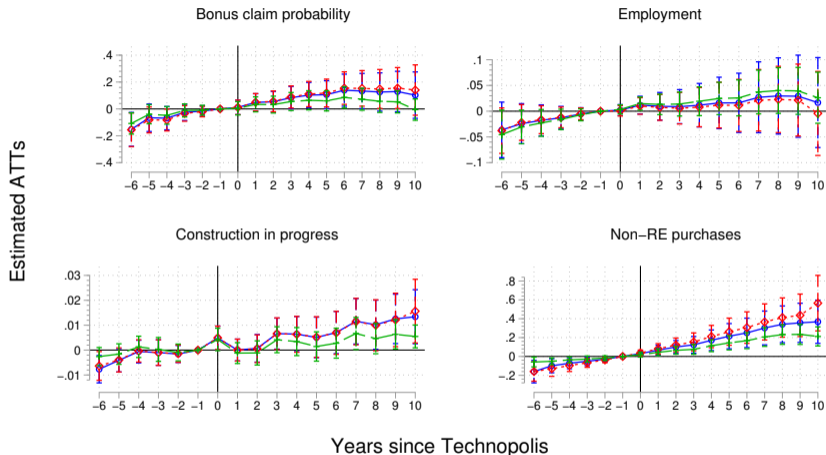 Bonus claim probability
.4
.2
0
-.2
-.4
-6 -5 -4 -3 -2 -1 0 1 2 3 4 5 6 7 8 9 10
Employment
.1
.05
0
-.05
-.1
-6 -5 -4 -3 -2 -1 0 1 2 3 4 5 6 7 8 9 10
Estimated ATTs
Construction in progress
.03
.02
.01
0
-.01
-6 -5 -4 -3 -2 -1 0 1 2 3 4 5 6 7 8 9 10
Non-RE purchases
.8
.6
.4
.2
0
-.2
-6 -5 -4 -3 -2 -1 0 1 2 3 4 5 6 7 8 9 10
Years since Technopolis